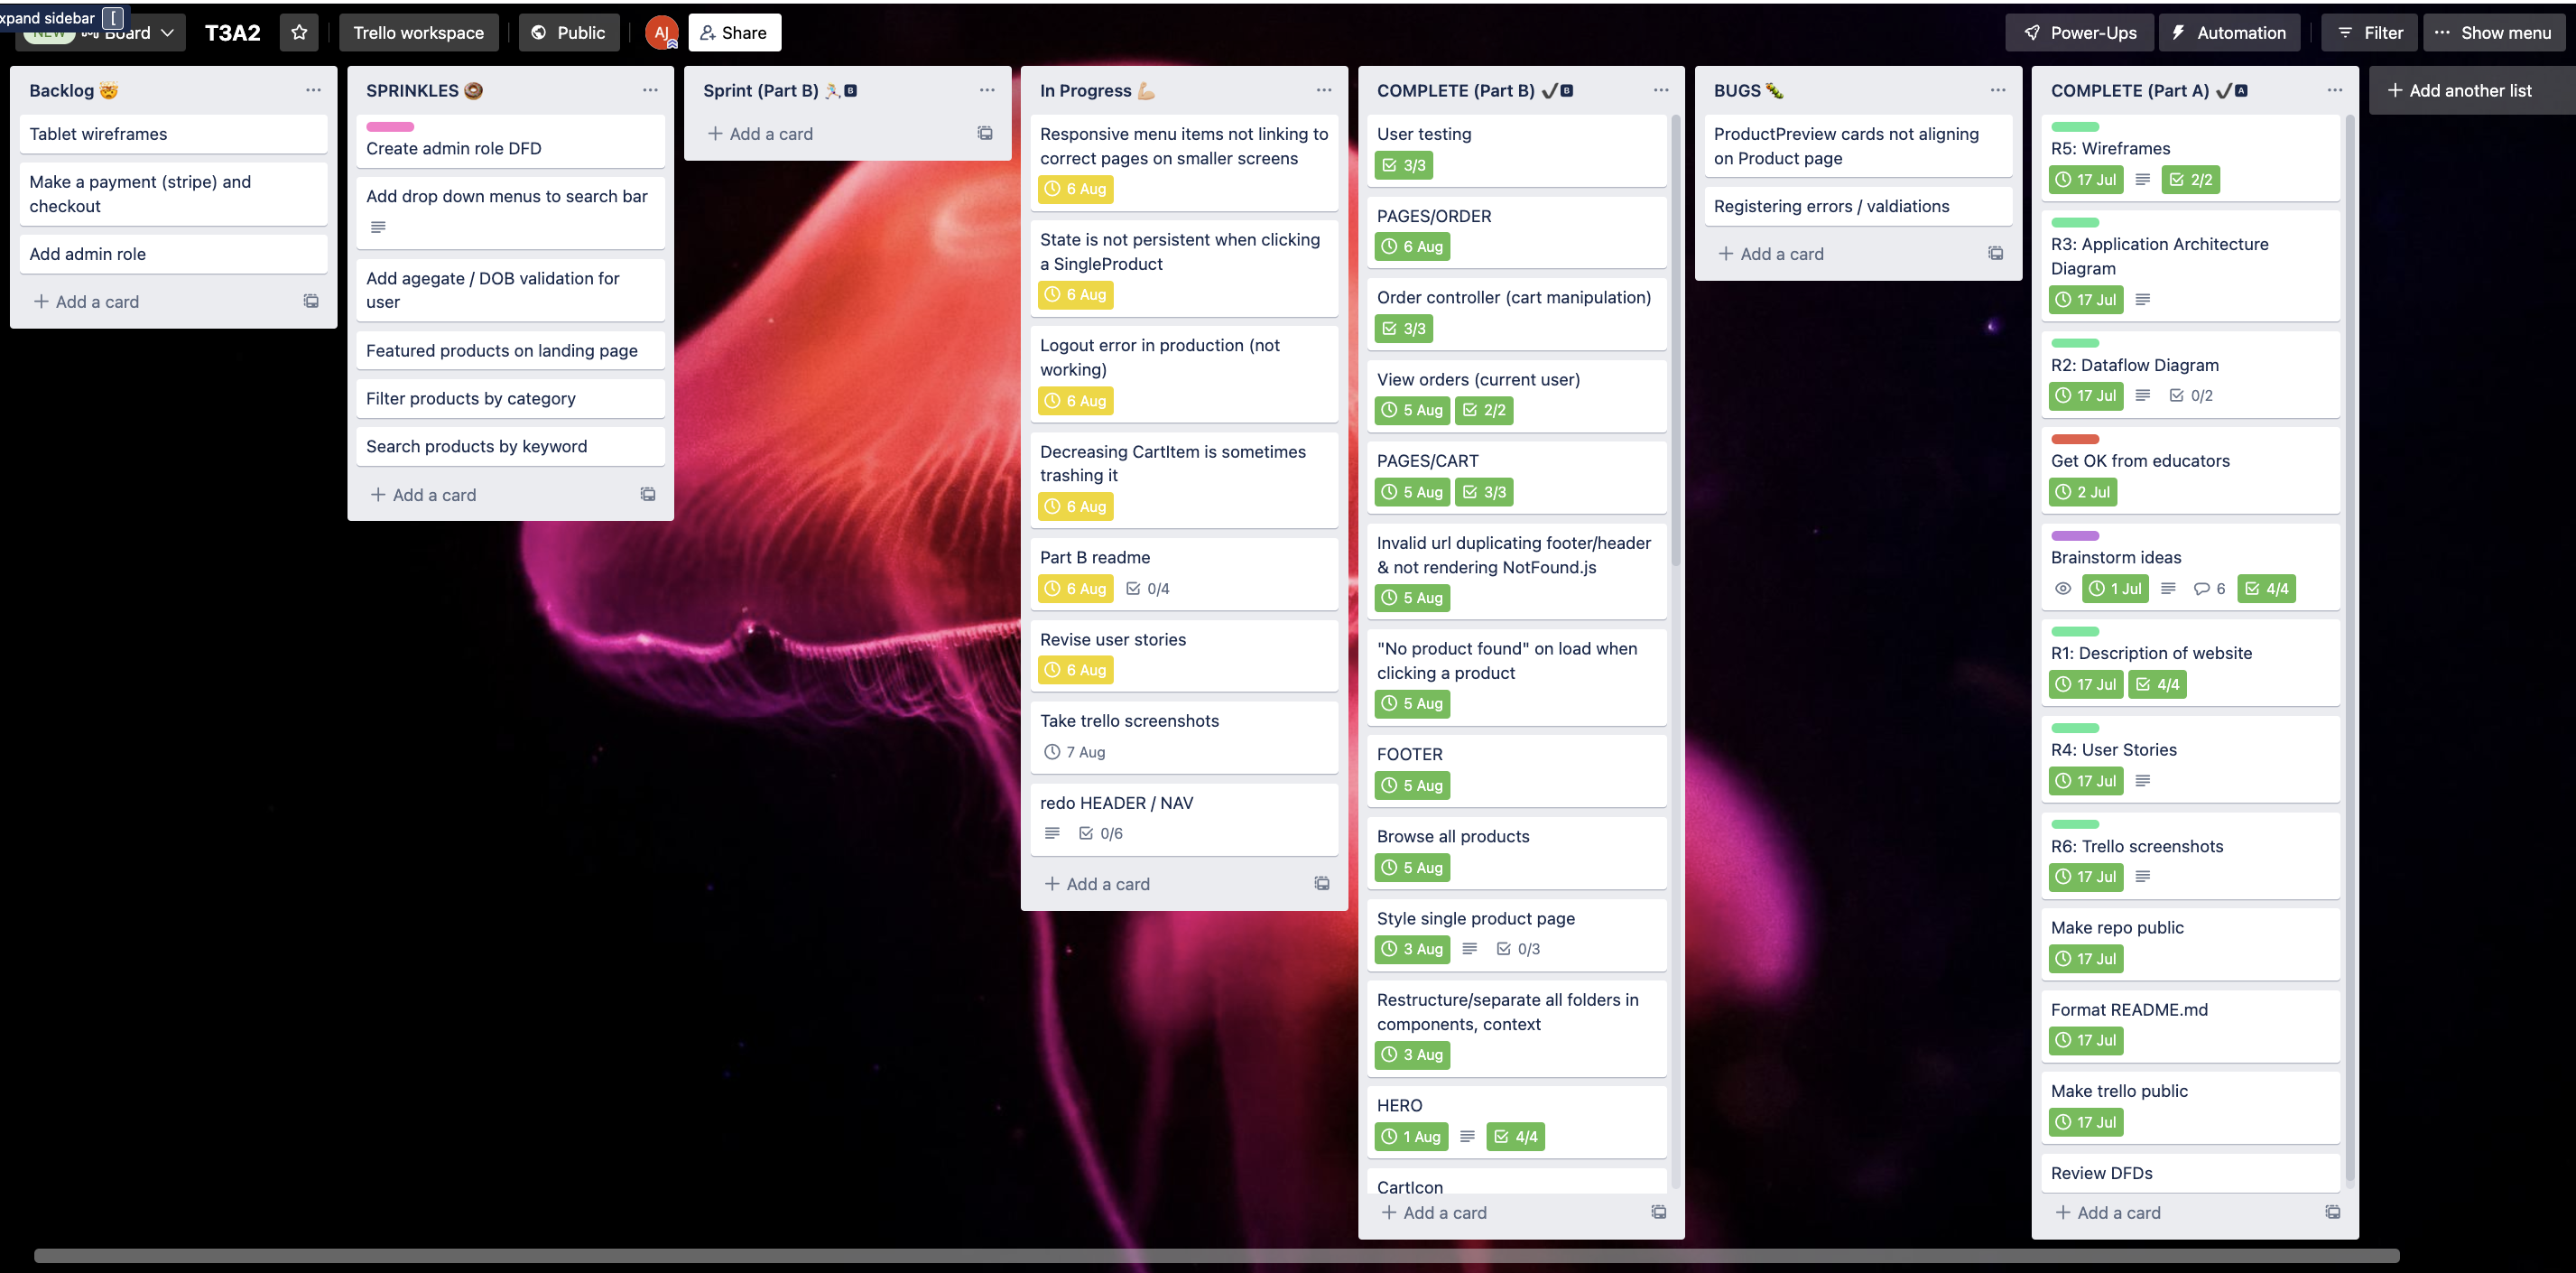 xpand sidebar [
NEW Board
T3A2
Trello workspace
Public
AJ
Share
Power-Ups
Automation
Filter
Show menu
Backlog 🤯
Tablet wireframes
Make a payment (stripe) and
checkout
Add admin role
+ Add a card
SPRINKLES 🍩
Create admin role DFD
Add drop down menus to search bar
Add agegate / DOB validation for
user
Featured products on landing page
Filter products by category
Search products by keyword
+ Add a card
Sprint (Part B) 🏃🏻🅱
+ Add a card
In Progress 💪🏼
Responsive menu items not linking to
correct pages on smaller screens
6 Aug
State is not persistent when clicking
a SingleProduct
6 Aug
Logout error in production (not
working)
6 Aug
Decreasing CartItem is sometimes
trashing it
6 Aug
Part B readme
6 Aug 0/4
Revise user stories
6 Aug
Take trello screenshots
7 Aug
redo HEADER / NAV
0/6
+ Add a card
COMPLETE (Part B) ✔🅱
User testing
3/3
PAGES/ORDER
6 Aug
Order controller (cart manipulation)
3/3
View orders (current user)
5 Aug 2/2
PAGES/CART
5 Aug 3/3
Invalid url duplicating footer/header
& not rendering NotFound.js
5 Aug
"No product found" on load when
clicking a product
5 Aug
FOOTER
5 Aug
Browse all products
5 Aug
Style single product page
3 Aug 0/3
Restructure/separate all folders in
components, context
3 Aug
HERO
1 Aug 4/4
CartIcon
+ Add a card
BUGS 🐛
ProductPreview cards not aligning
on Product page
Registering errors / valdiations
+ Add a card
COMPLETE (Part A) ✔🅰
R5: Wireframes
17 Jul 2/2
R3: Application Architecture
Diagram
17 Jul
R2: Dataflow Diagram
17 Jul 0/2
Get OK from educators
2 Jul
Brainstorm ideas
1 Jul 6 4/4
R1: Description of website
17 Jul 4/4
R4: User Stories
17 Jul
R6: Trello screenshots
17 Jul
Make repo public
17 Jul
Format README.md
17 Jul
Make trello public
17 Jul
Review DFDs
+ Add a card
+ Add another list